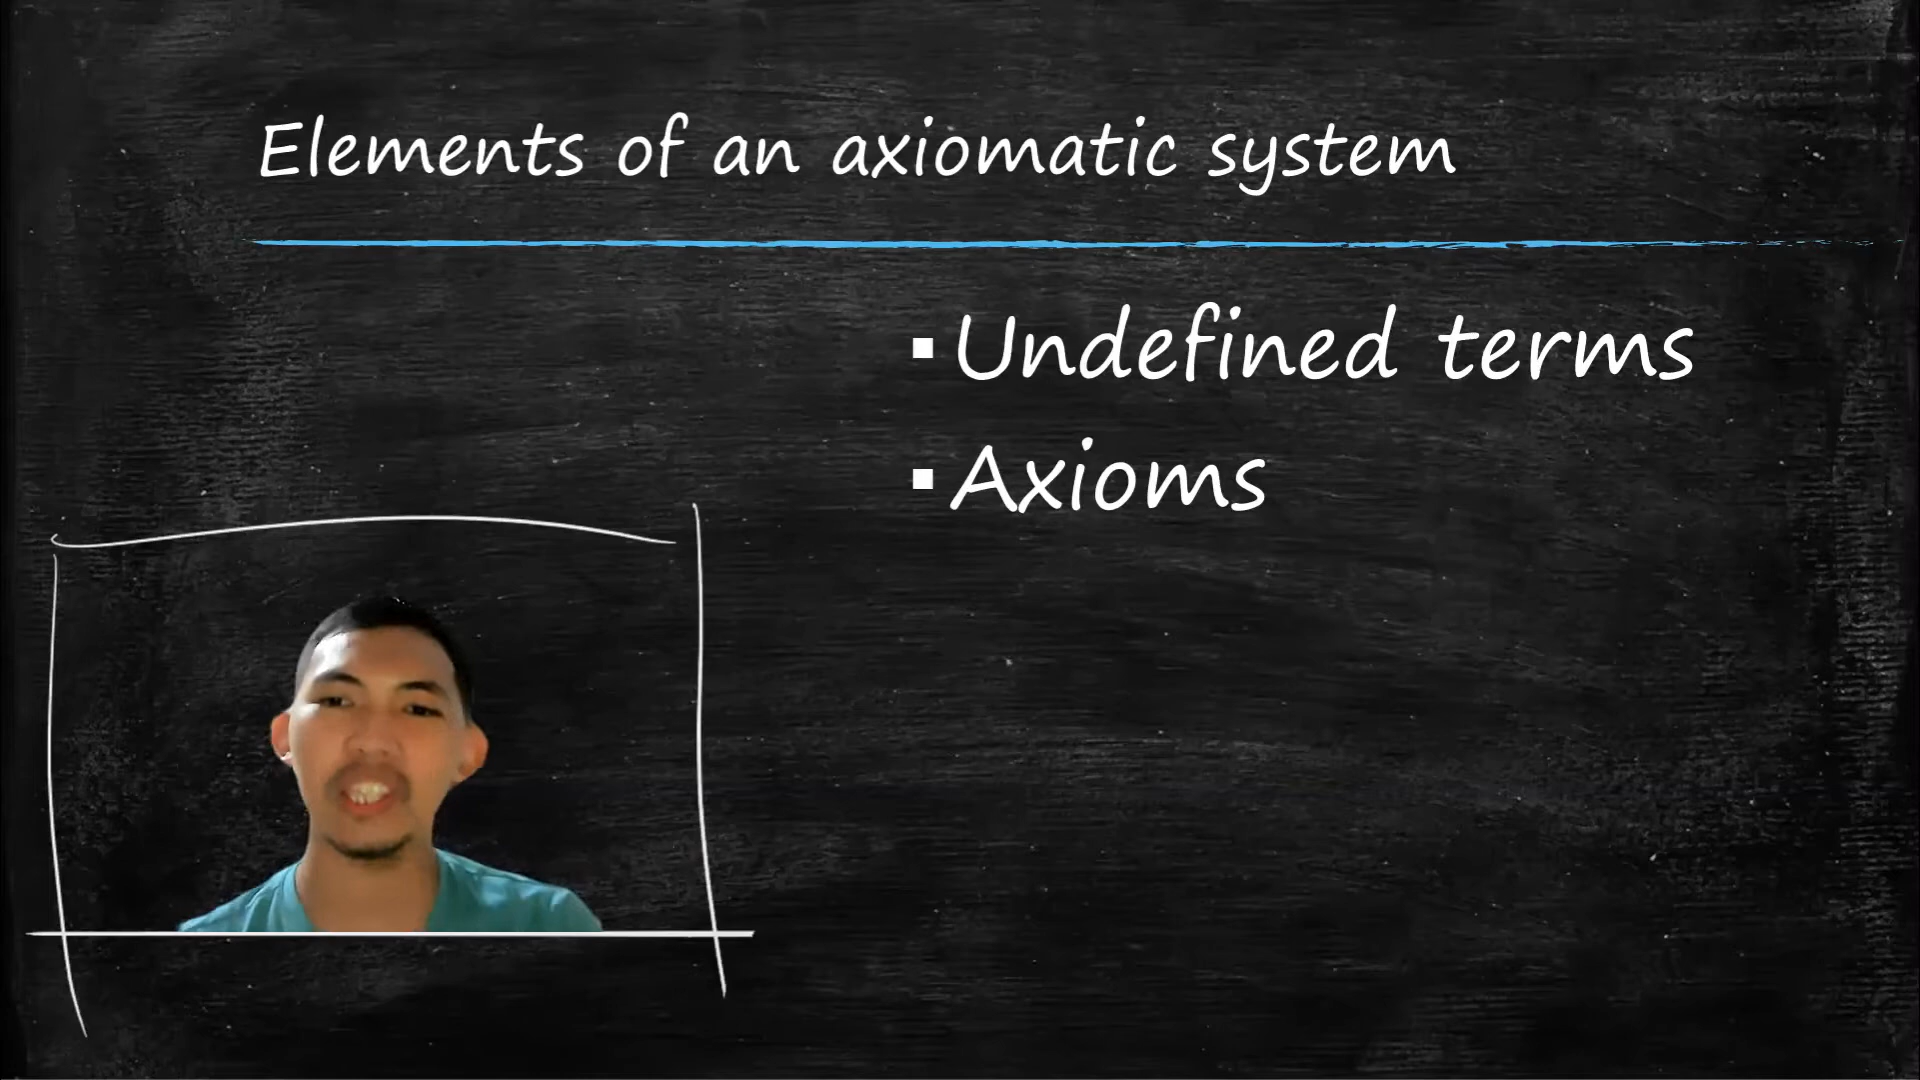 Elements of an axiomatic system
▪ Undefined terms
▪ Axioms